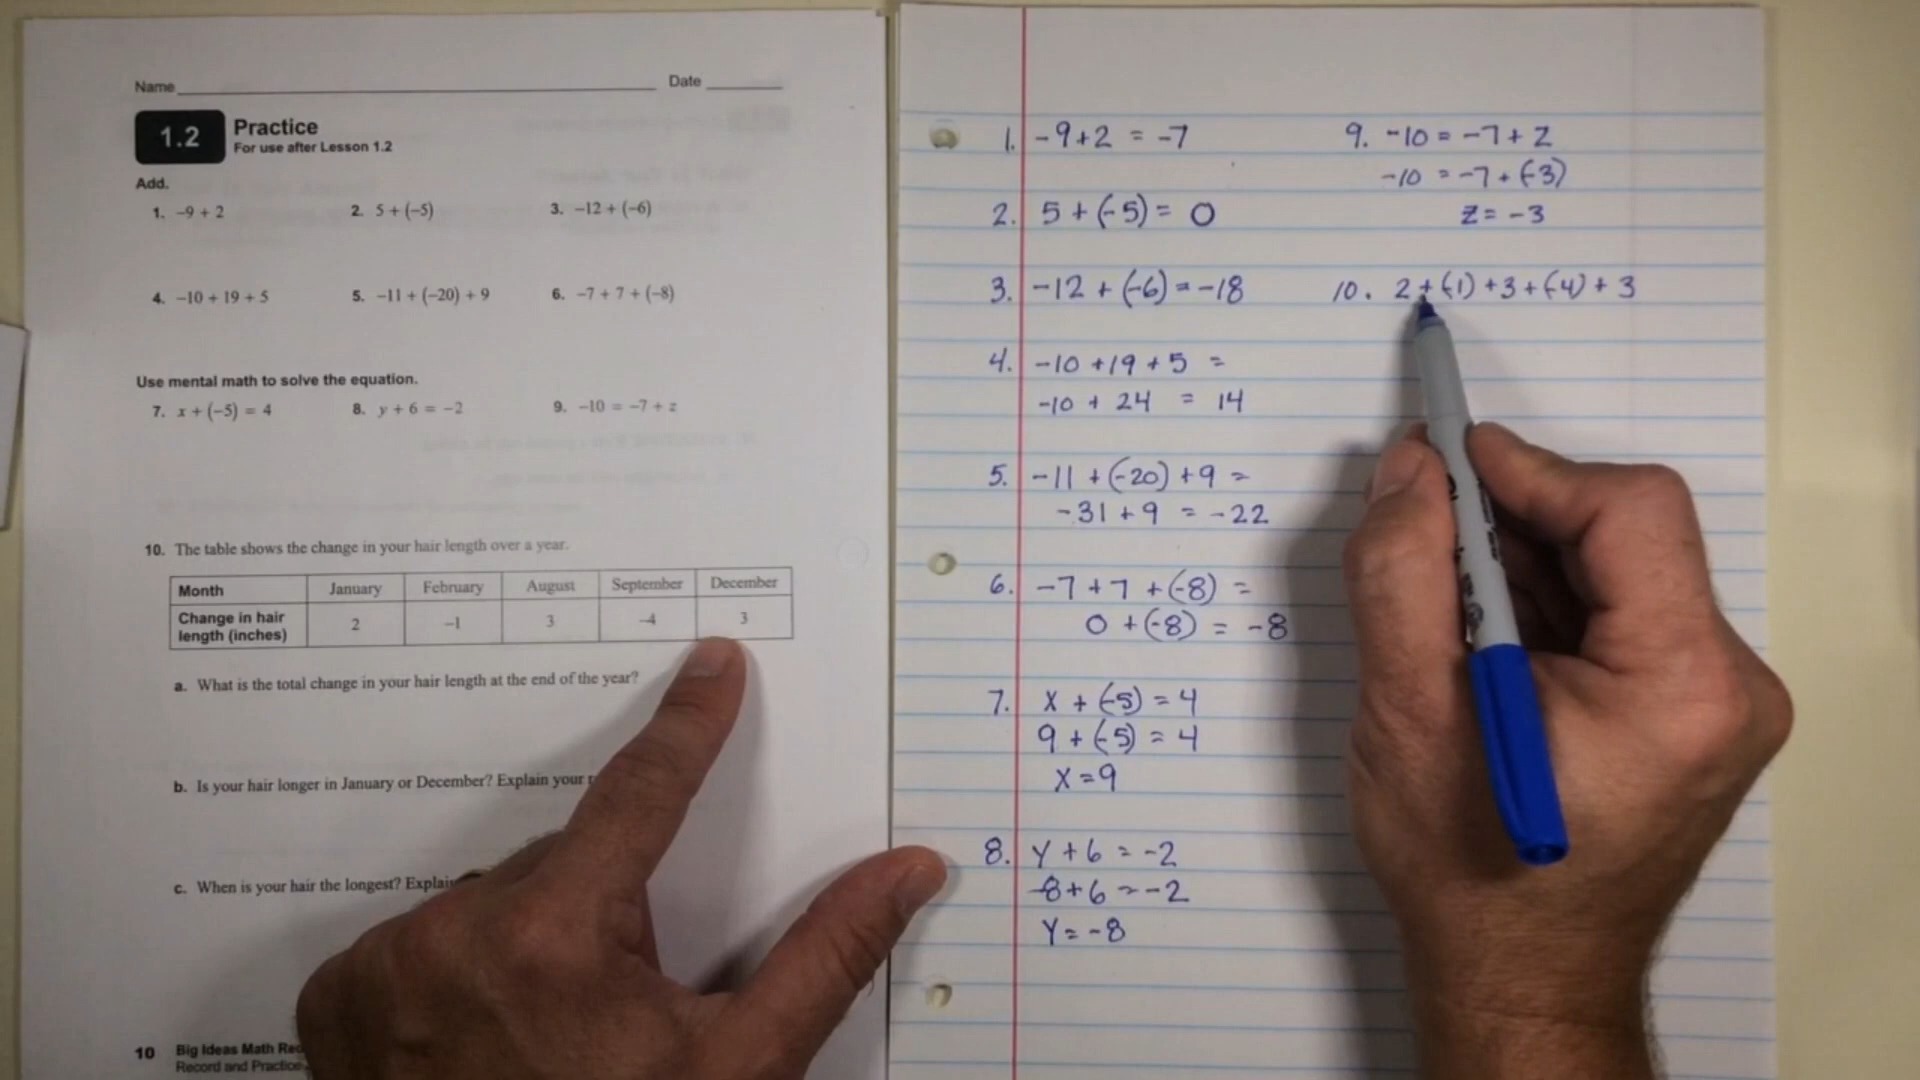 Name Date
1.2 Practice
For use after Lesson 1.2
Add.
1. −9 + 2 2. 5 + (−5) 3. −12 + (−6)
4. −10 + 19 + 5 5. −11 + (−20) + 9 6. −7 + 7 + (−8)
Use mental math to solve the equation.
7. x + (−5) = 4 8. y + 6 = −2 9. −10 = −7 + z
10. The table shows the change in your hair length over a year.
Month January February August September December
Change in hair length (inches) 2 −1 3 −4 3
a. What is the total change in your hair length at the end of the year?
b. Is your hair longer in January or December? Explain your
c. When is your hair the longest?
10 Big Ideas Math
Record and Practice
1. -9+2 = -7
2. 5 + (-5) = 0
3. -12 + (-6) = -18
4. -10 +19 + 5 =
-10 + 24 = 14
5. -11 + (-20) + 9 =
-31 + 9 = -22
6. -7 + 7 + (-8) =
0 + (-8) = -8
7. x + (-5) = 4
9 + (-5) = 4
x = 9
8. y + 6 = -2
-8 + 6 = -2
y = -8
9. -10 = -7 + z
-10 = -7 + (-3)
z = -3
10. 2 + (-1) + 3 + (-4) + 3